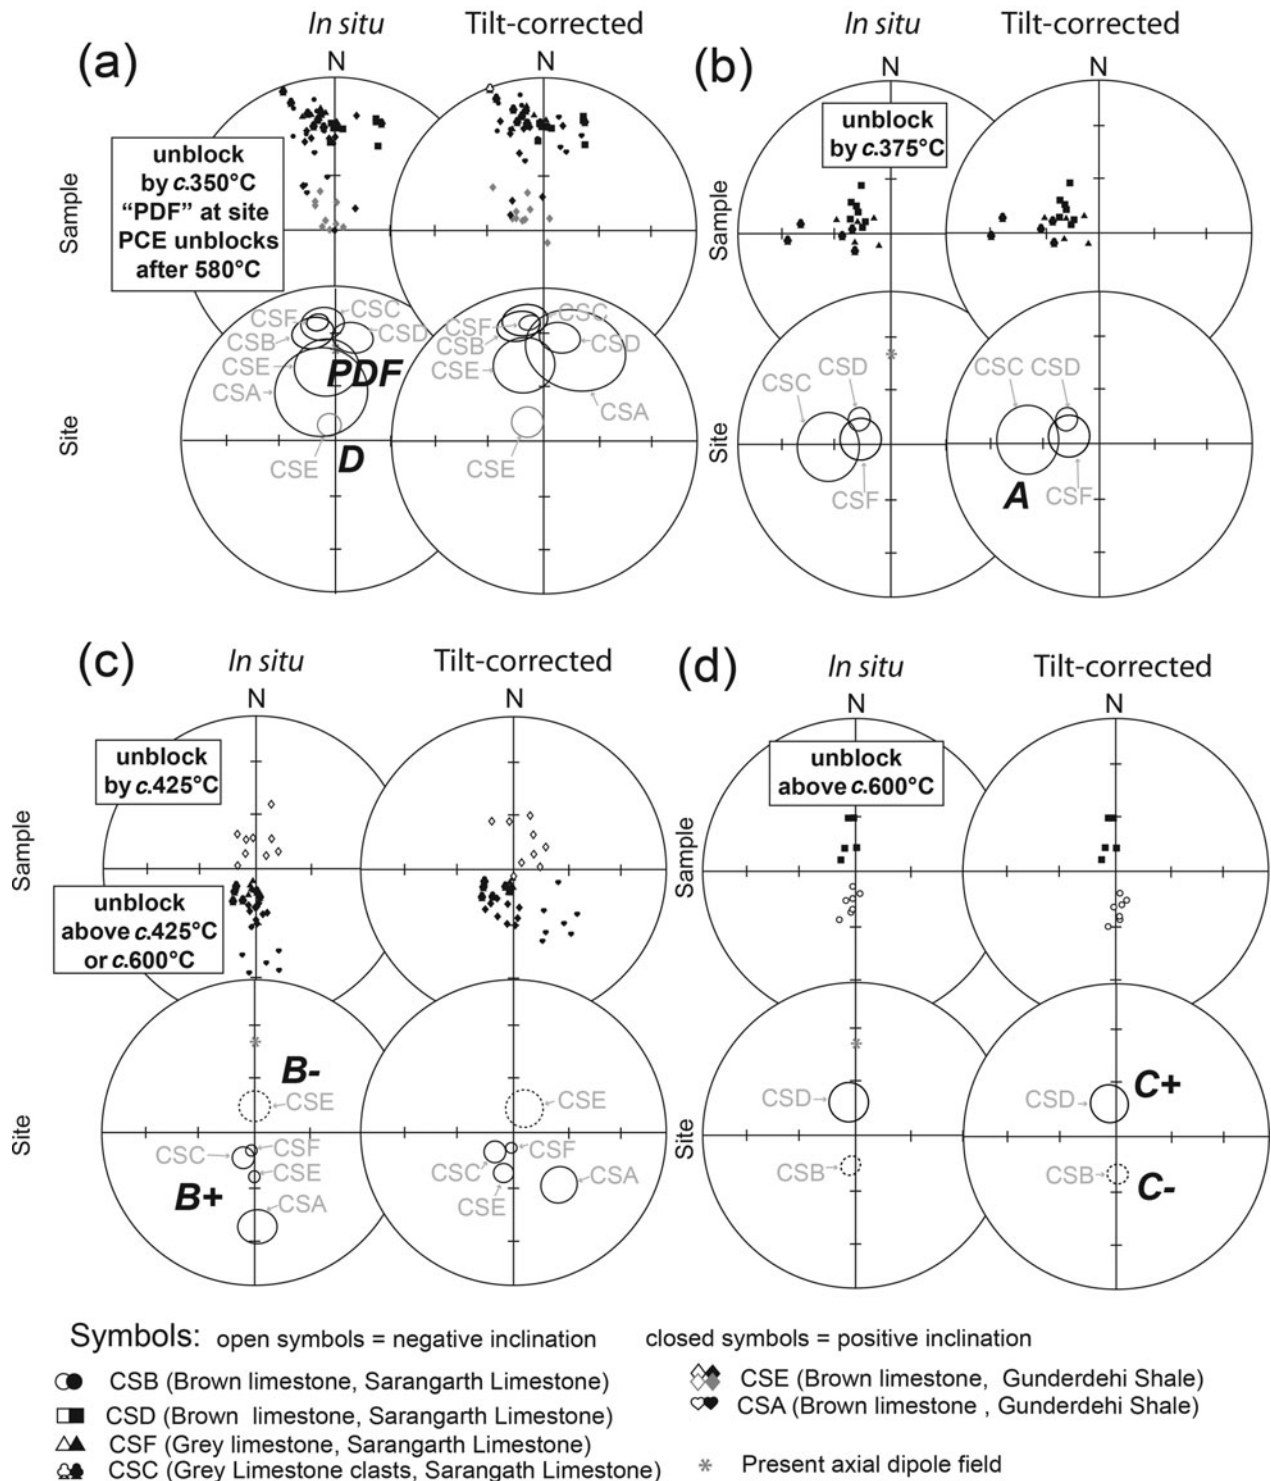 (a)
In situ
Tilt-corrected
N
N
unblock
by c.350°C
“PDF” at site
PCE unblocks
after 580°C
Sample
Site
CSF
CSC
CSB
CSD
CSE
PDF
CSA
CSE
D
CSC
CSF
CSB
CSD
CSE
CSA
CSE
(b)
In situ
Tilt-corrected
N
N
unblock
by c.375°C
Sample
Site
CSC
CSD
CSF
CSC
CSD
A
CSF
(c)
In situ
Tilt-corrected
N
unblock
by c.425°C
unblock
above c.425°C
or c.600°C
Sample
Site
B-
CSE
CSF
CSC
CSE
B+
CSA
CSE
CSF
CSC
CSE
CSA
(d)
In situ
Tilt-corrected
N
N
unblock
above c.600°C
Sample
Site
CSD
CSB
CSD
C+
CSB
C-
Symbols: open symbols = negative inclination closed symbols = positive inclination
CSB (Brown limestone, Sarangarth Limestone)
CSD (Brown limestone, Sarangarth Limestone)
CSF (Grey limestone, Sarangarth Limestone)
CSC (Grey Limestone clasts, Sarangath Limestone)
CSE (Brown limestone, Gunderdehi Shale)
CSA (Brown limestone , Gunderdehi Shale)
Present axial dipole field